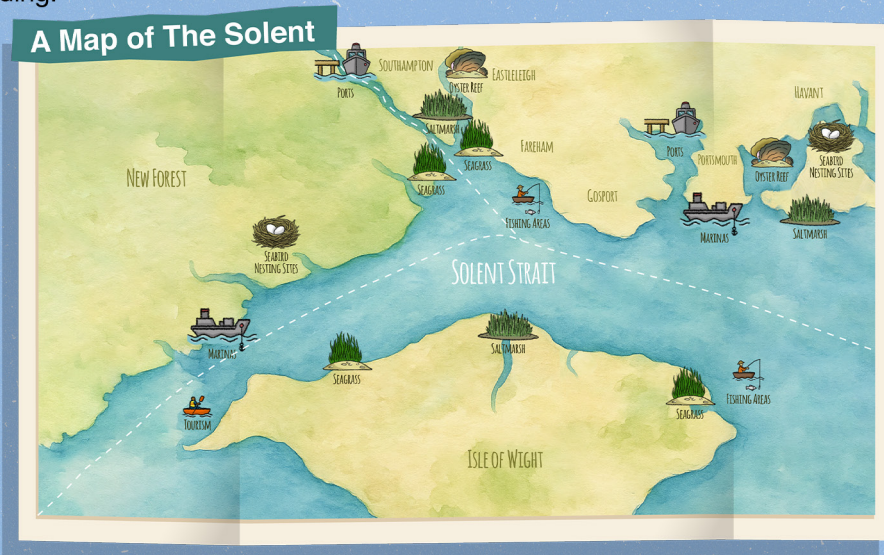 A Map of The Solent
SOUTHAMPTON
PORTS
OYSTER REEF
EASTLEIGH
SALTMARSH
SEAGRASS
SEAGRASS
FAREHAM
HAVANT
PORTS
PORTSMOUTH
OYSTER REEF
SEABIRD
NESTING SITES
NEW FOREST
GOSPORT
FISHING AREAS
MARINAS
SALTMARSH
SEABIRD
NESTING SITES
SOLENT STRAIT
MARINAS
SALTMARSH
SEAGRASS
TOURISM
SEAGRASS
FISHING AREAS
ISLE OF WIGHT